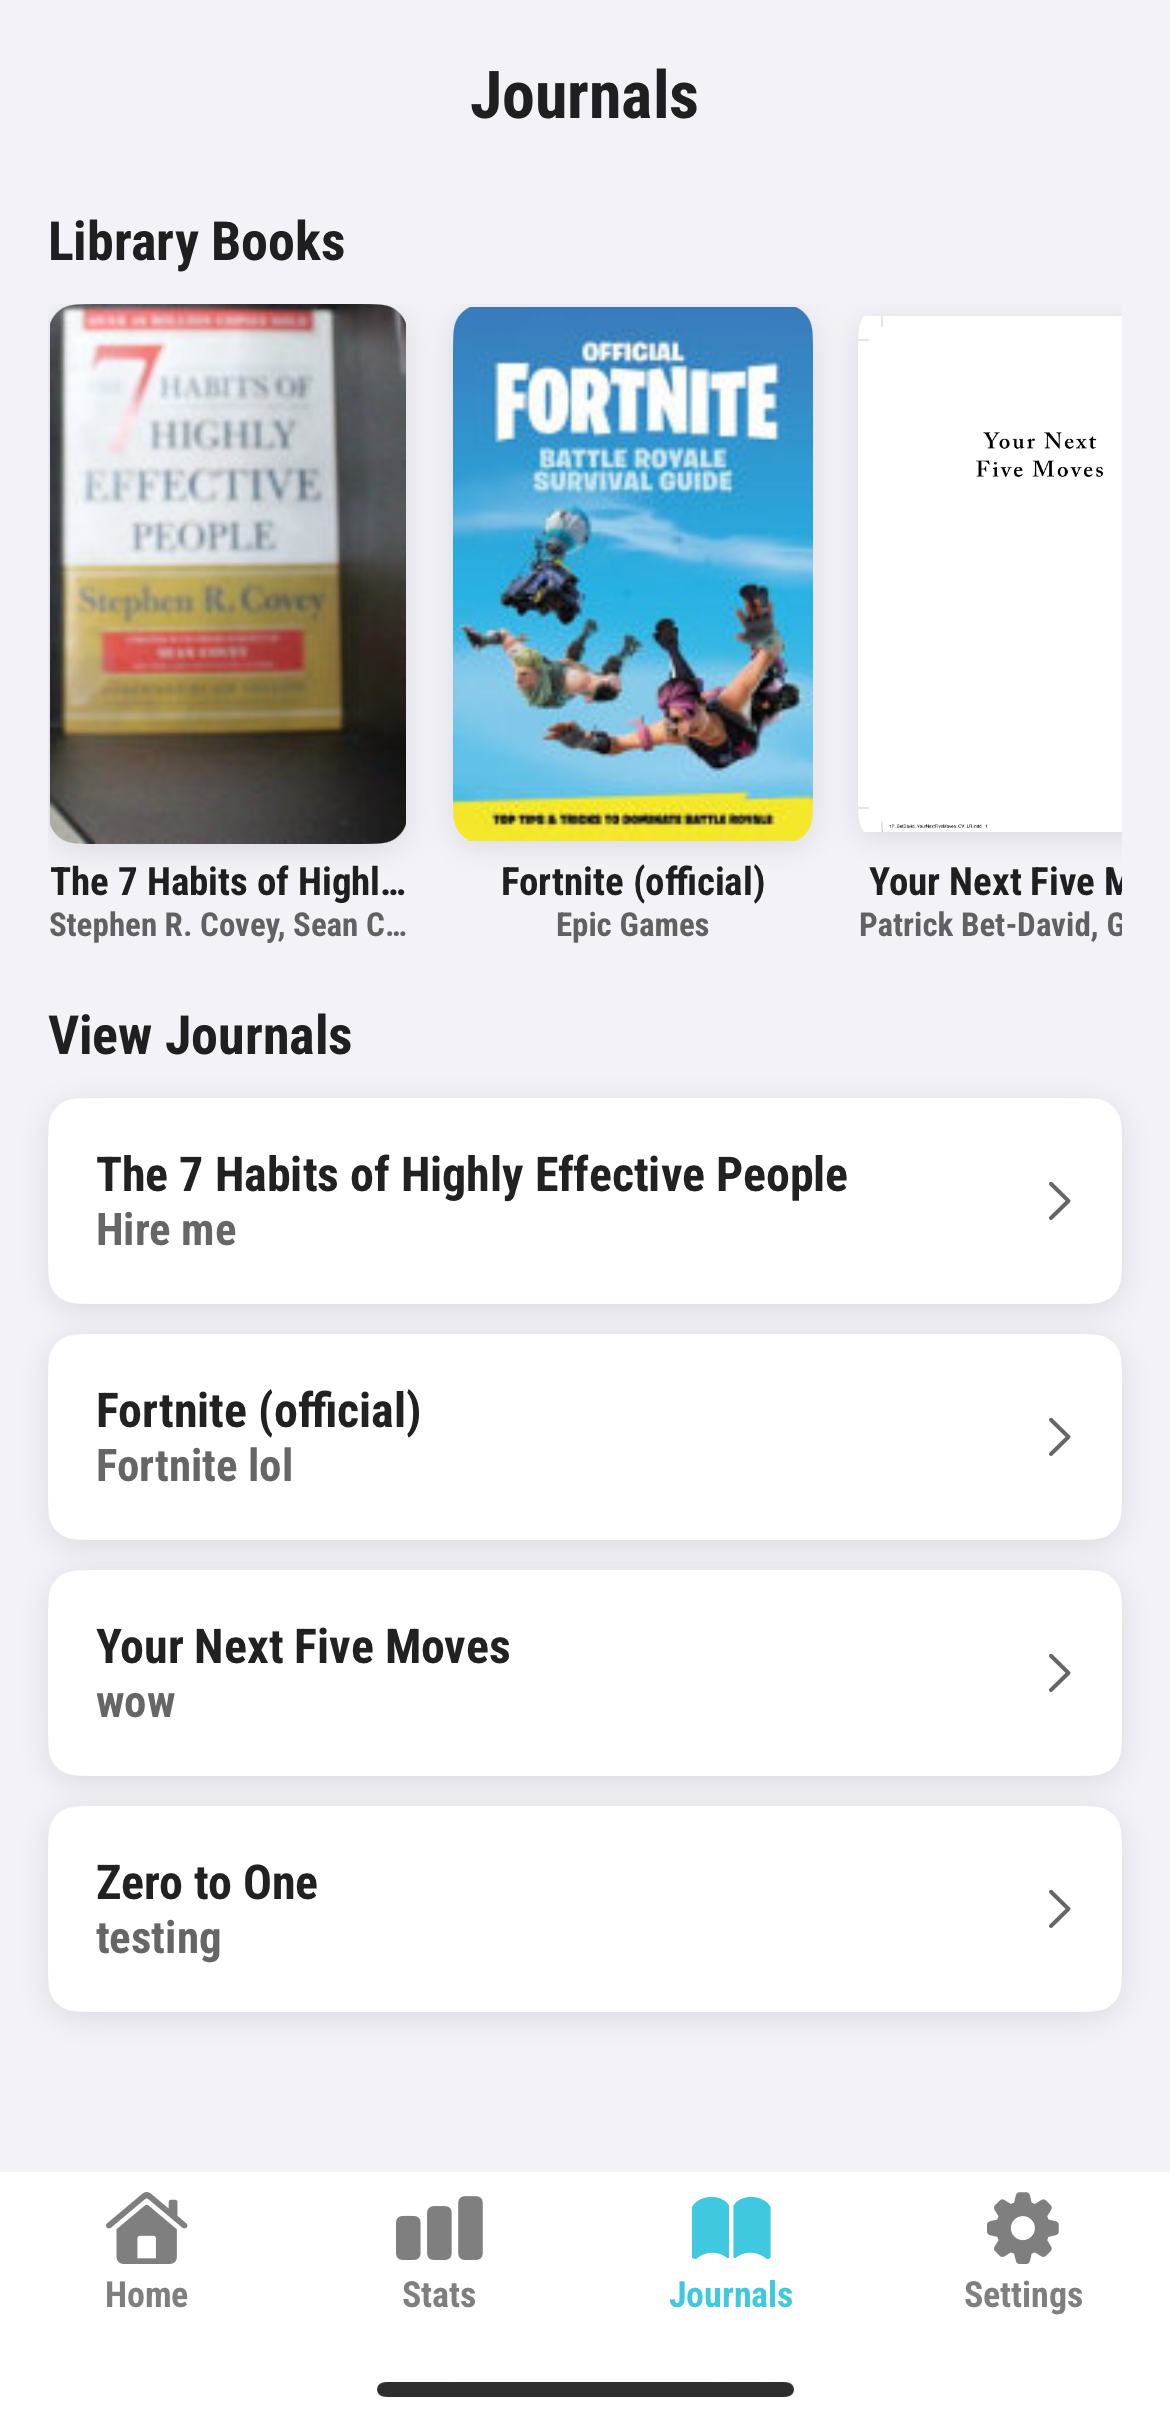 Journals
Library Books
7 HABITS OF
HIGHLY
EFFECTIVE
PEOPLE
Stephen R. Covey
SEAN COVEY
OFFICIAL
FORTNITE
BATTLE ROYALE
SURVIVAL GUIDE
TOP TIPS & TRICKS TO DOMINATE BATTLE ROYALE
Your Next
Five Moves
The 7 Habits of Highl...
Stephen R. Covey, Sean C...
Fortnite (official)
Epic Games
Your Next Five M
Patrick Bet-David, G
View Journals
The 7 Habits of Highly Effective People
Hire me
Fortnite (official)
Fortnite lol
Your Next Five Moves
wow
Zero to One
testing
Home
Stats
Journals
Settings